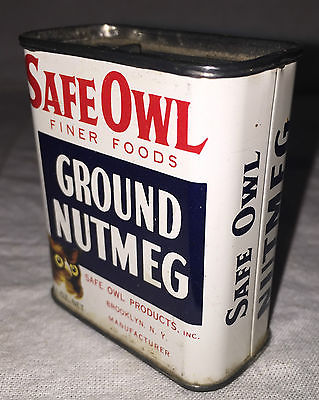 SAFE OWL
FINER FOODS
GROUND
NUTMEG
SAFE OWL PRODUCTS, INC.
BROOKLYN, N. Y.
MANUFACTURER
SAFE OWL
NUTMEG